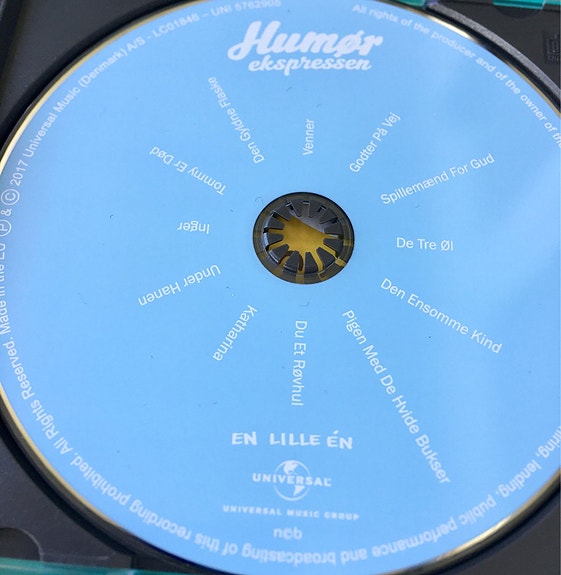 Humør
ekspressen
Venner
Godter På Vej
Spillemænd For Gud
De Tre Øl
Den Ensomme Kind
Pigen Med De Hvide Bukser
Du Et Røvhul
Katharina
Under Hanen
Inger
Tommy Er Død
Den Gyldne Flaske
EN LILLE ÉN
UNIVERSAL
UNIVERSAL MUSIC GROUP
n©b
All rights of the producer and of the owner of the
lending, public performance and broadcasting of this recording prohibited. All Rights Reserved. Made in the EU ℗ & © 2017 Universal Music (Denmark) A/S - LC01846 – UNI 5762905